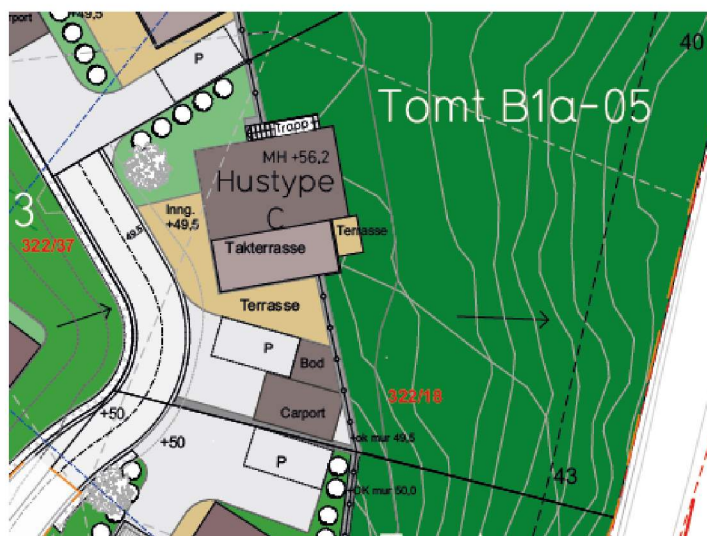 rport
+49,5
P
40
Tomt B1a-05
Trapp
MH +56,2
Hustype
C
Inng.
+49,5
3
322/37
49,5
Takterrasse
Terrasse
Terrasse
P
Bod
322/18
Carport
+50
+50
+ok mur 49,5
P
+OK mur 50,0
43